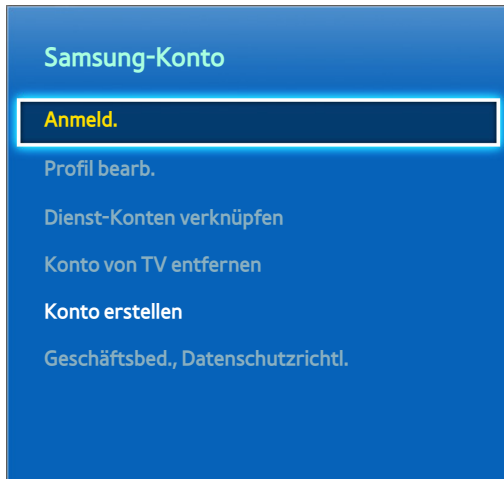 Samsung-Konto
Anmeld.
Profil bearb.
Dienst-Konten verknüpfen
Konto von TV entfernen
Konto erstellen
Geschäftsbed., Datenschutzrichtl.